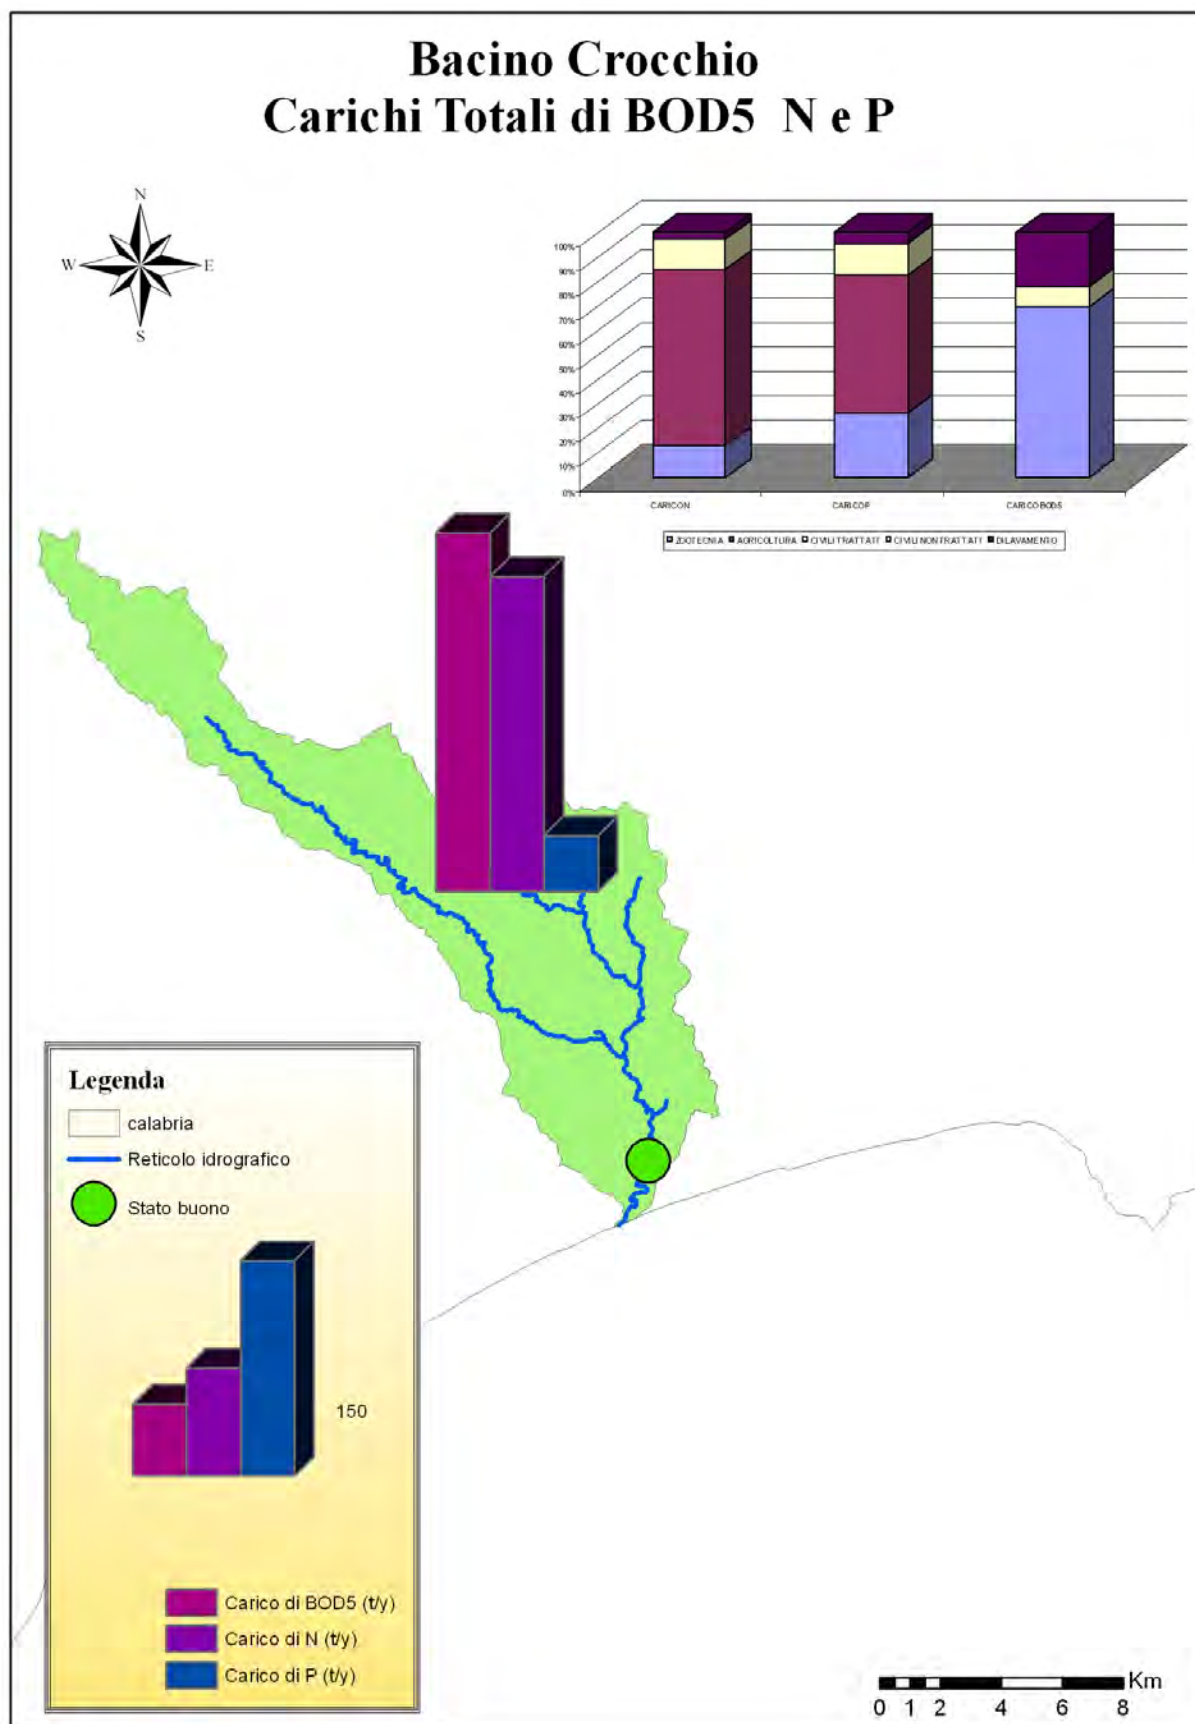 Bacino Crocchio
Carichi Totali di BOD5 N e P
N
W E
S
100%
90%
80%
70%
60%
50%
40%
30%
20%
10%
0%
CARICO N CARICO P CARICO BOD5
ZOOTECNIA AGRICOLTURA CIVILI TRATTATI CIVILI NON TRATTATI DILAVAMENTO
Legenda
calabria
Reticolo idrografico
Stato buono
150
Carico di BOD5 (t/y)
Carico di N (t/y)
Carico di P (t/y)
Km
0 1 2 4 6 8